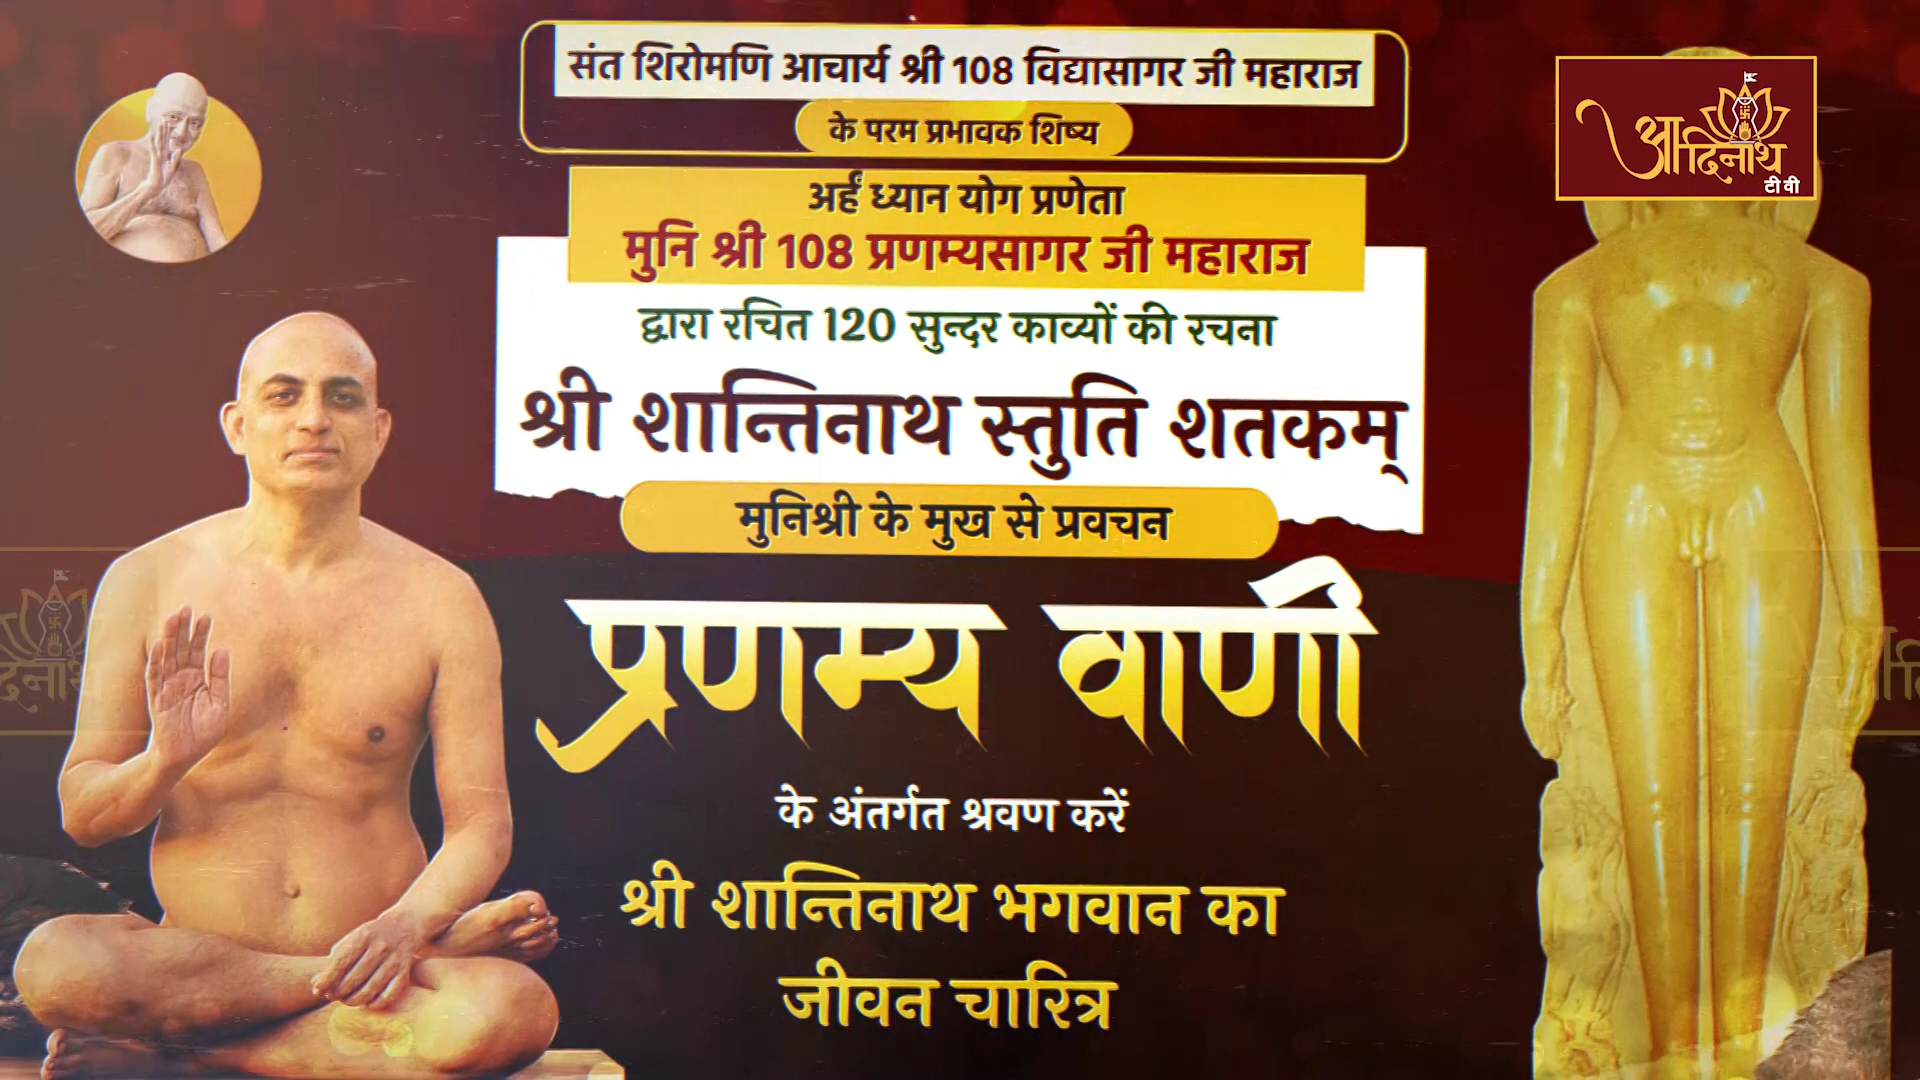 संत शिरोमणि आचार्य श्री 108 विद्यासागर जी महाराज
के परम प्रभावक शिष्य
अर्हं ध्यान योग प्रणेता
मुनि श्री 108 प्रणम्यसागर जी महाराज
द्वारा रचित 120 सुन्दर काव्यों की रचना
श्री शान्तिनाथ स्तुति शतकम्
मुनिश्री के मुख से प्रवचन
प्रणम्य वाणी
के अंतर्गत श्रवण करें
श्री शान्तिनाथ भगवान का
जीवन चारित्र
आदिनाथ
टी वी